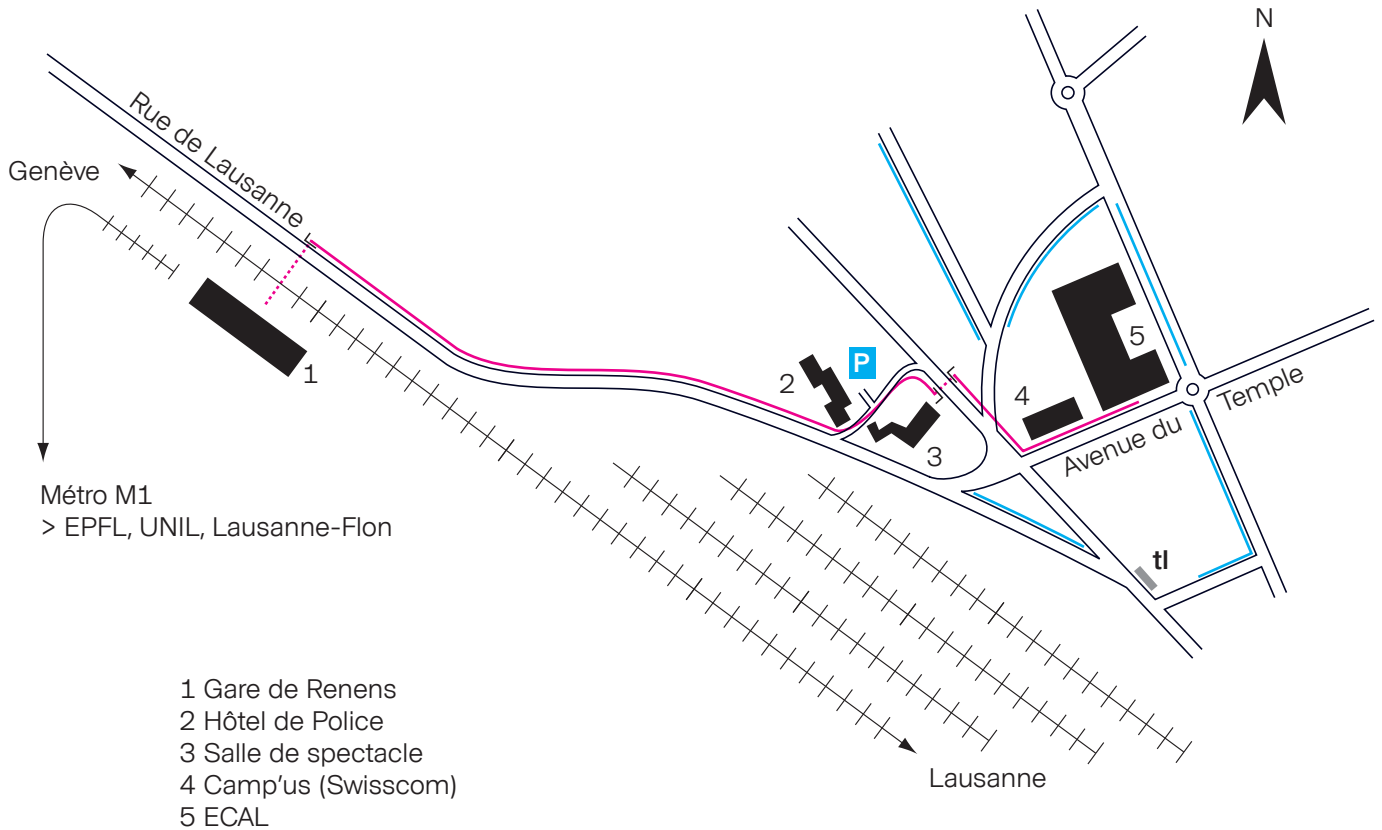 N
Rue de Lausanne
Genève
1
2
P
3
4
5
Avenue du Temple
Métro M1
> EPFL, UNIL, Lausanne-Flon
tl
Lausanne
1 Gare de Renens
2 Hôtel de Police
3 Salle de spectacle
4 Camp'us (Swisscom)
5 ECAL